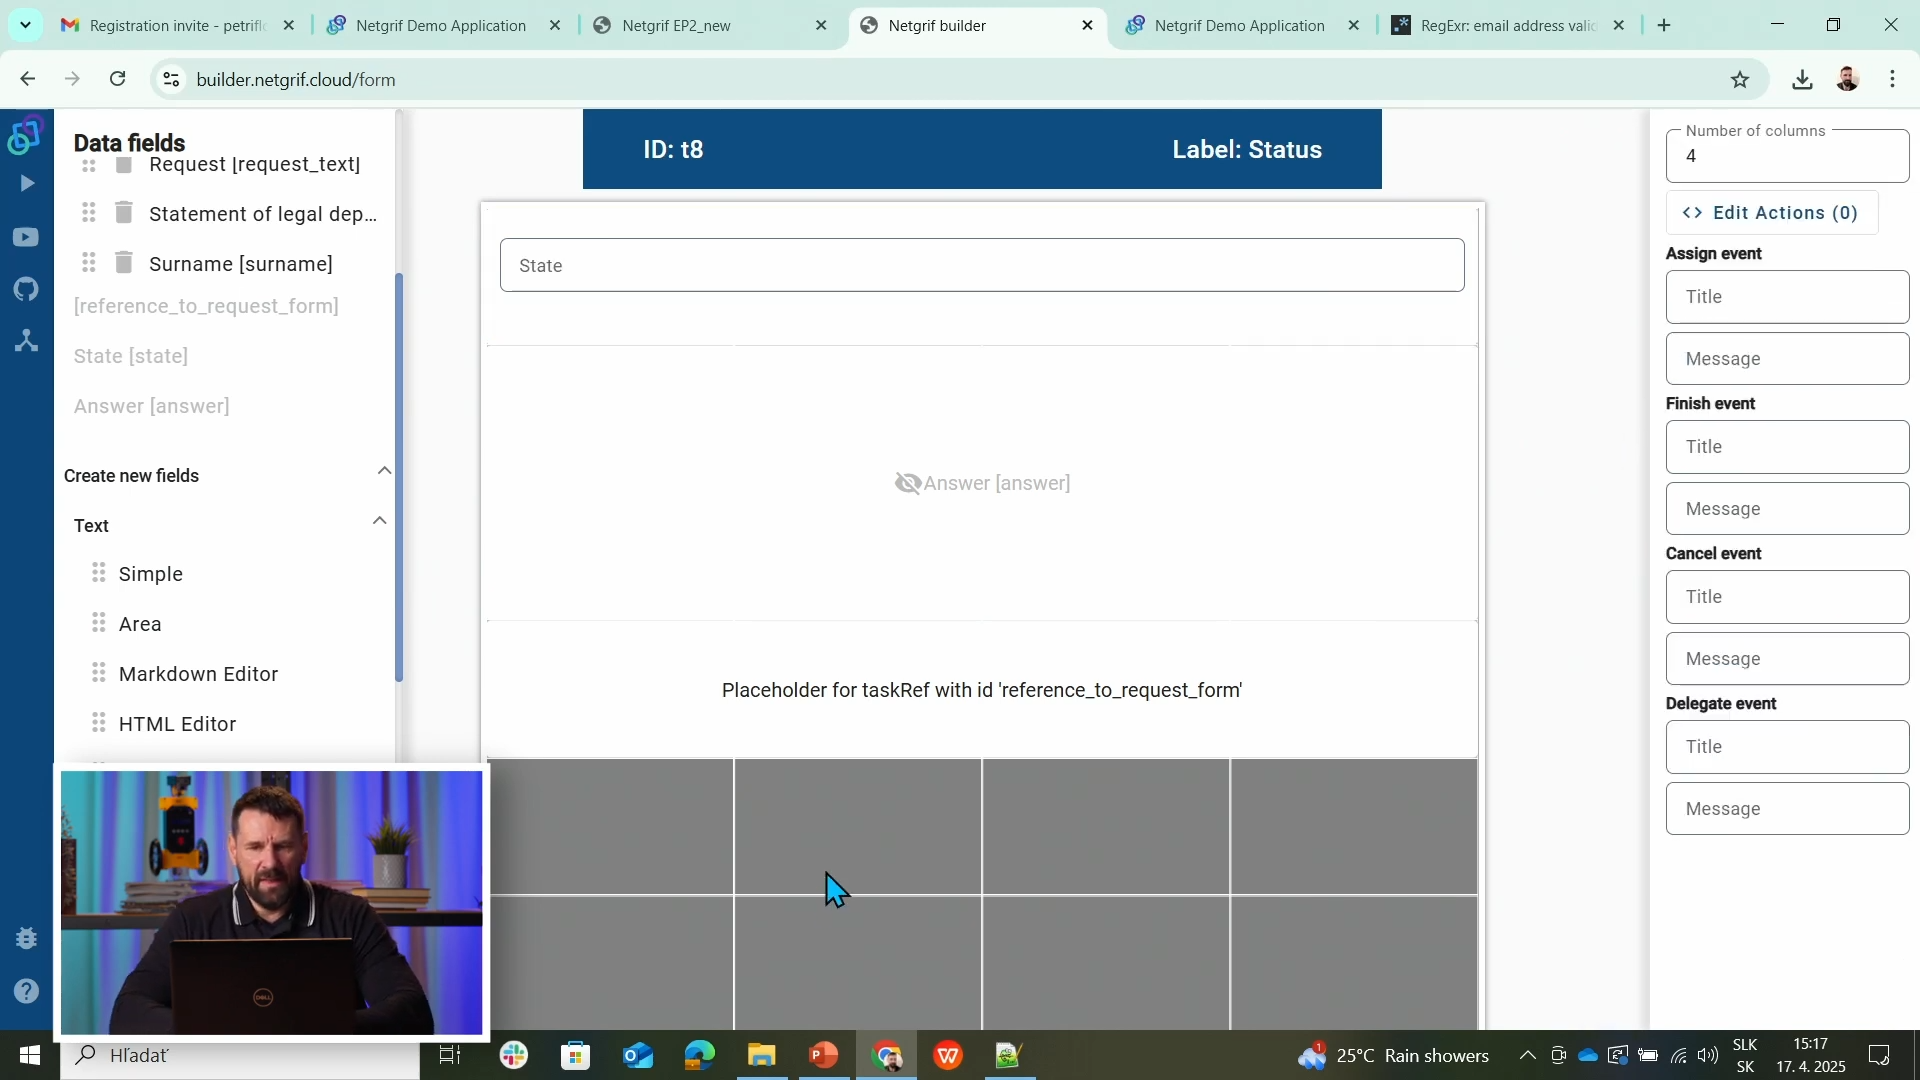 Registration invite - petrifl
Netgrif Demo Application
Netgrif EP2_new
Netgrif builder
Netgrif Demo Application
RegExr: email address valid
builder.netgrif.cloud/form
Data fields
Request [request_text]
Statement of legal dep...
Surname [surname]
[reference_to_request_form]
State [state]
Answer [answer]
Create new fields
Text
Simple
Area
Markdown Editor
HTML Editor
ID: t8
Label: Status
State
Answer [answer]
Placeholder for taskRef with id 'reference_to_request_form'
Number of columns
4
<> Edit Actions (0)
Assign event
Title
Message
Finish event
Title
Message
Cancel event
Title
Message
Delegate event
Title
Message
DELL
Hľadať
25°C Rain showers
SLK
SK
15:17
17. 4. 2025